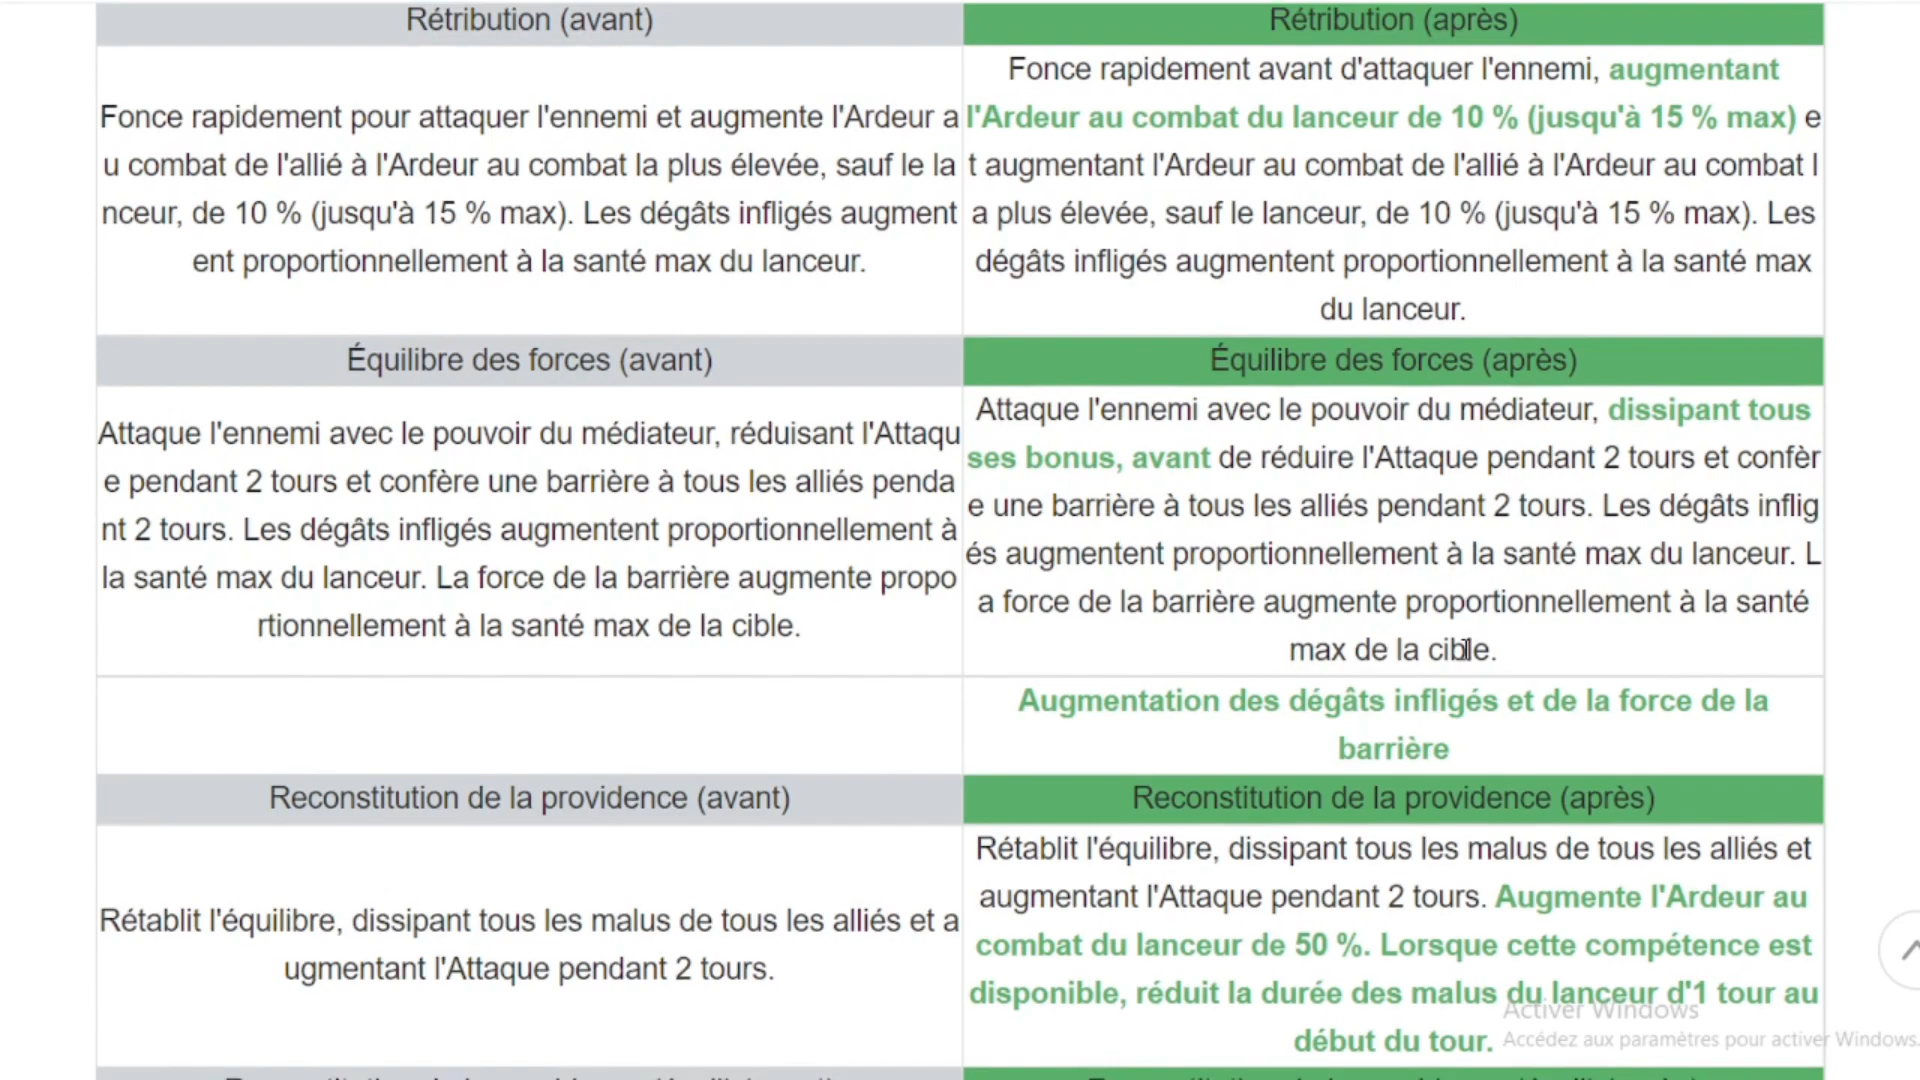 Rétribution (avant)
Rétribution (après)
Fonce rapidement pour attaquer l'ennemi et augmente l'Ardeur a
u combat de l'allié à l'Ardeur au combat la plus élevée, sauf le la
nceur, de 10 % (jusqu'à 15 % max). Les dégâts infligés augment
ent proportionnellement à la santé max du lanceur.
Fonce rapidement avant d'attaquer l'ennemi, augmentant
l'Ardeur au combat du lanceur de 10 % (jusqu'à 15 % max) e
t augmentant l'Ardeur au combat de l'allié à l'Ardeur au combat l
a plus élevée, sauf le lanceur, de 10 % (jusqu'à 15 % max). Les
dégâts infligés augmentent proportionnellement à la santé max
du lanceur.
Équilibre des forces (avant)
Équilibre des forces (après)
Attaque l'ennemi avec le pouvoir du médiateur, réduisant l'Attaqu
e pendant 2 tours et confère une barrière à tous les alliés penda
nt 2 tours. Les dégâts infligés augmentent proportionnellement à
la santé max du lanceur. La force de la barrière augmente propo
rtionnellement à la santé max de la cible.
Attaque l'ennemi avec le pouvoir du médiateur, dissipant tous
ses bonus, avant de réduire l'Attaque pendant 2 tours et confèr
e une barrière à tous les alliés pendant 2 tours. Les dégâts inflig
és augmentent proportionnellement à la santé max du lanceur. L
a force de la barrière augmente proportionnellement à la santé
max de la cible.
Augmentation des dégâts infligés et de la force de la
barrière
Reconstitution de la providence (avant)
Reconstitution de la providence (après)
Rétablit l'équilibre, dissipant tous les malus de tous les alliés et a
ugmentant l'Attaque pendant 2 tours.
Rétablit l'équilibre, dissipant tous les malus de tous les alliés et
augmentant l'Attaque pendant 2 tours. Augmente l'Ardeur au
combat du lanceur de 50 %. Lorsque cette compétence est
disponible, réduit la durée des malus du lanceur d'1 tour au
début du tour.
Activer Windows
Accédez aux paramètres pour activer Windows.